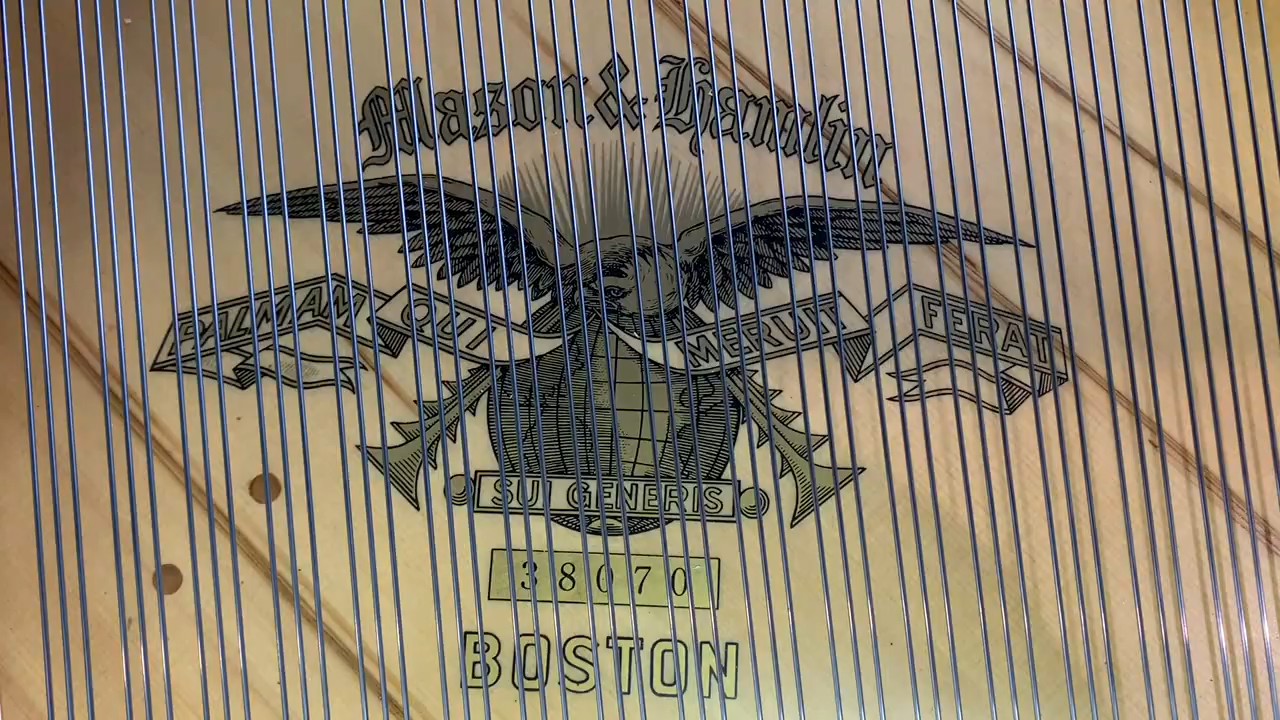 Mason & Hamlin
PALMAM QUI MERUIT FERAT
SUI GENERIS
38070
BOSTON